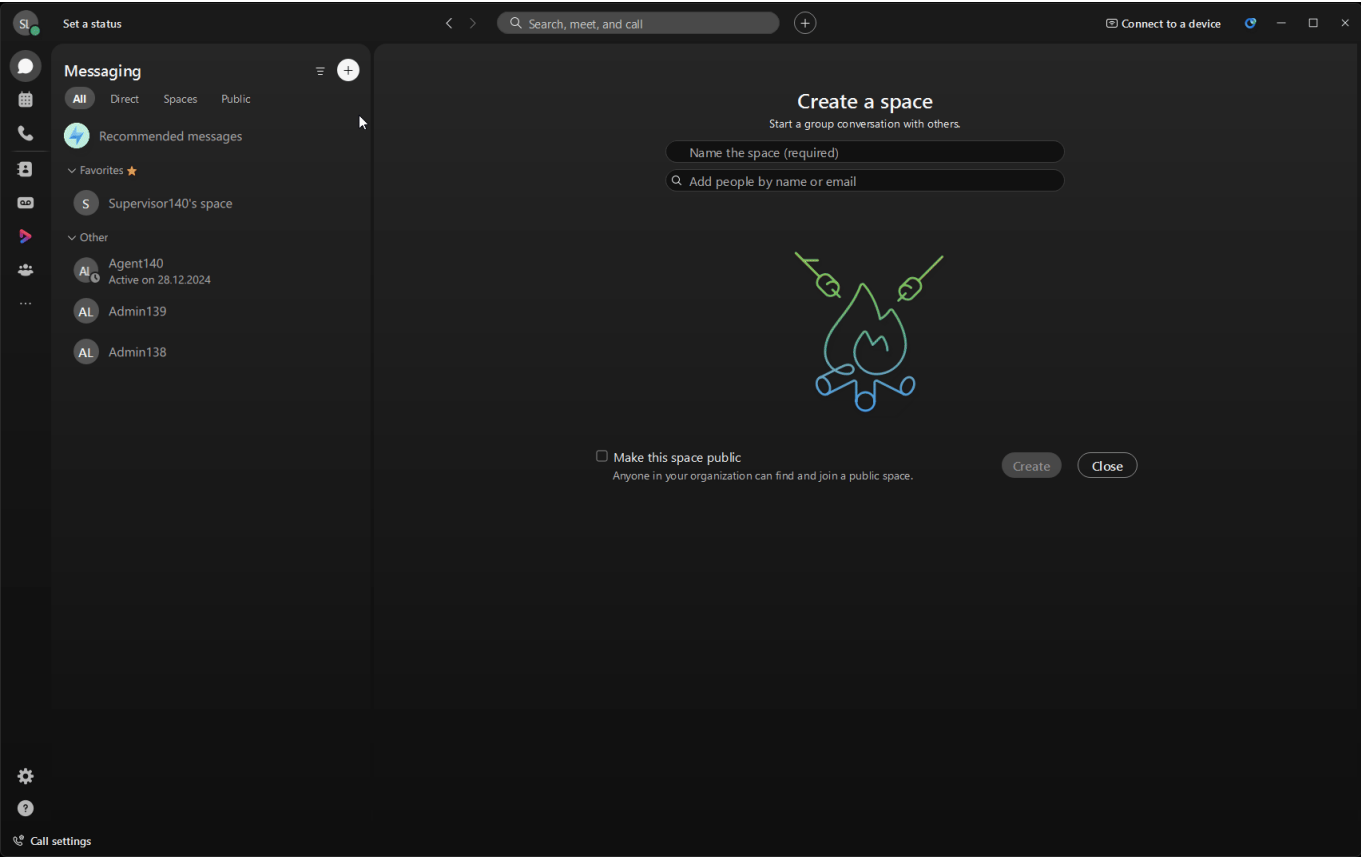 SL Set a status
Search, meet, and call
Connect to a device
Messaging
All Direct Spaces Public
Recommended messages
Favorites
S Supervisor140's space
Other
AL Agent140
Active on 28.12.2024
AL Admin139
AL Admin138
Call settings
Create a space
Start a group conversation with others.
Name the space (required)
Add people by name or email
Make this space public
Anyone in your organization can find and join a public space.
Create Close